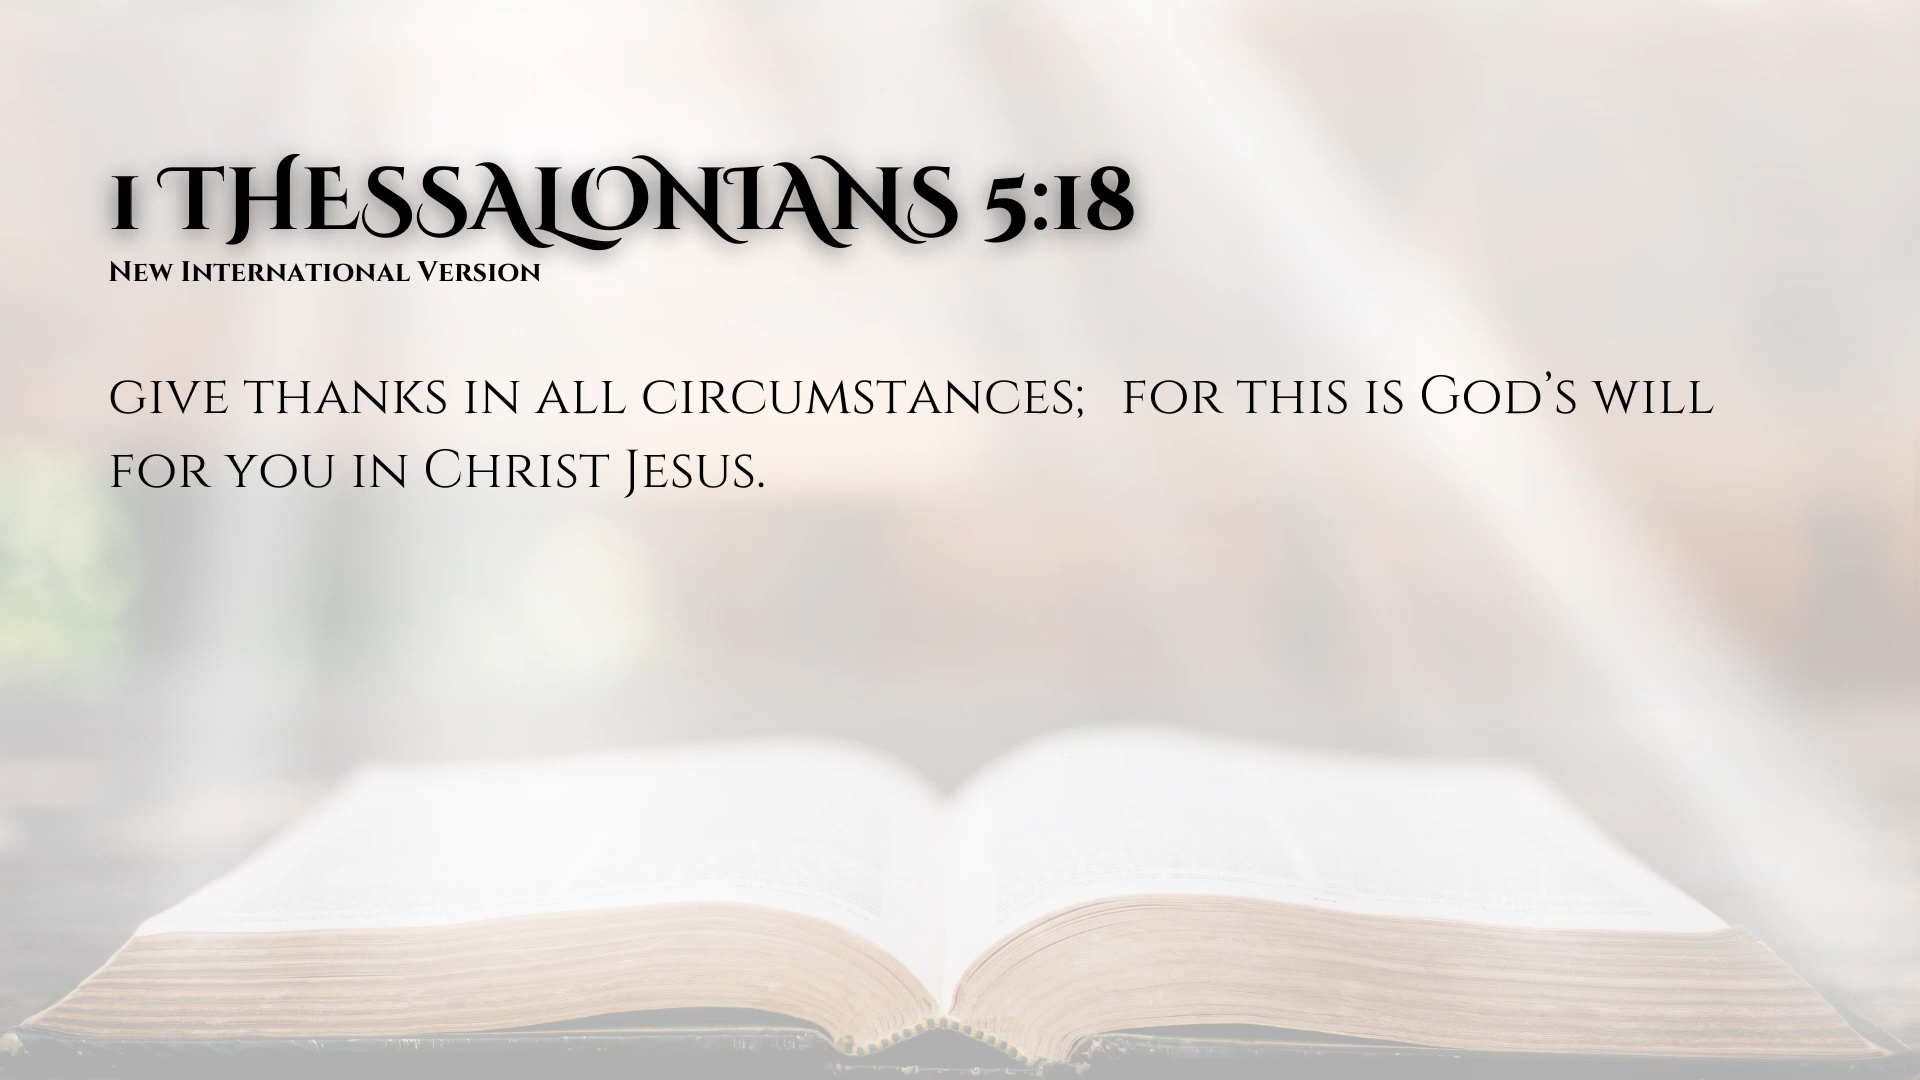 1 THESSALONIANS 5:18
New International Version
give thanks in all circumstances; for this is God’s will
for you in Christ Jesus.